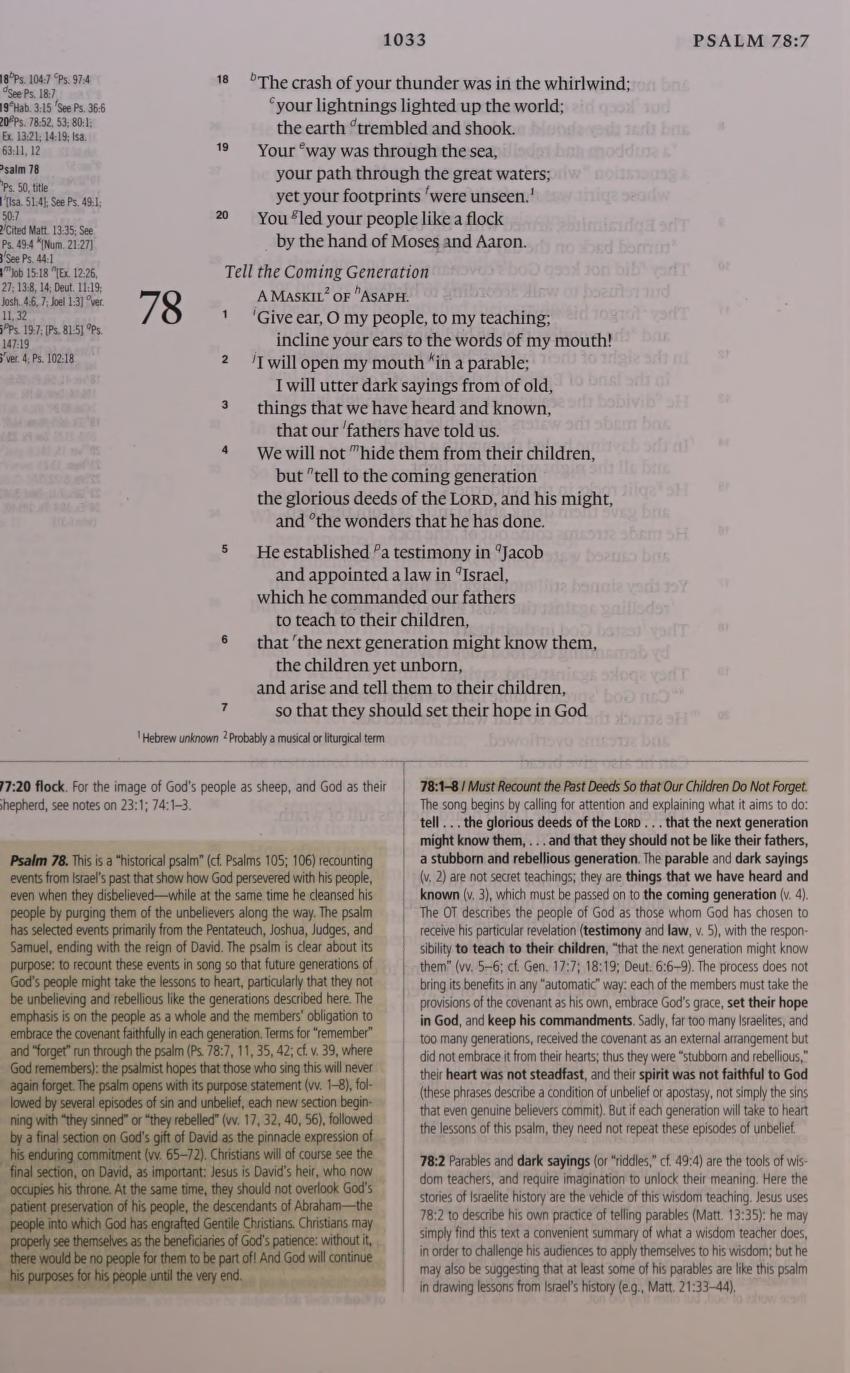 1033
PSALM 78:7
18 bPs. 104:7 cPs. 97:4
dSee Ps. 18:7
19 eHab. 3:15 fSee Ps. 36:6
20 gPs. 78:52, 53; 80:1;
Ex. 13:21; 14:19; Isa.
63:11, 12
Psalm 78
hPs. 50, title
1 i[Isa. 51:4]; See Ps. 49:1;
50:7
2 jCited Matt. 13:35; See
Ps. 49:4 k[Num. 21:27]
3 lSee Ps. 44:1
4 mJob 15:18 n[Ex. 12:26,
27; 13:8, 14; Deut. 11:19;
Josh. 4:6, 7; Joel 1:3] over.
11, 32
5 pPs. 19:7; [Ps. 81:5] qPs.
147:19
6 rver. 4; Ps. 102:18
18 bThe crash of your thunder was in the whirlwind;
cyour lightnings lighted up the world;
the earth dtrembled and shook.
19 Your eway was through the sea,
your path through the great waters;
yet your footprints fwere unseen.1
20 You gled your people like a flock
by the hand of Moses and Aaron.
Tell the Coming Generation
78 A MASKIL2 OF hASAPH.
1 iGive ear, O my people, to my teaching;
incline your ears to the words of my mouth!
2 jI will open my mouth kin a parable;
I will utter dark sayings from of old,
3 things that we have heard and known,
that our lfathers have told us.
4 We will not mhide them from their children,
but ntell to the coming generation
the glorious deeds of the LORD, and his might,
and othe wonders that he has done.
5 He established pa testimony in qJacob
and appointed a law in qIsrael,
which he commanded our fathers
to teach to their children,
6 that rthe next generation might know them,
the children yet unborn,
and arise and tell them to their children,
7 so that they should set their hope in God
1 Hebrew unknown 2 Probably a musical or liturgical term
77:20 flock. For the image of God's people as sheep, and God as their
shepherd, see notes on 23:1; 74:1–3.
Psalm 78. This is a "historical psalm" (cf. Psalms 105; 106) recounting
events from Israel's past that show how God persevered with his people,
even when they disbelieved—while at the same time he cleansed his
people by purging them of the unbelievers along the way. The psalm
has selected events primarily from the Pentateuch, Joshua, Judges, and
Samuel, ending with the reign of David. The psalm is clear about its
purpose: to recount these events in song so that future generations of
God's people might take the lessons to heart, particularly that they not
be unbelieving and rebellious like the generations described here. The
emphasis is on the people as a whole and the members' obligation to
embrace the covenant faithfully in each generation. Terms for "remember"
and "forget" run through the psalm (Ps. 78:7, 11, 35, 42; cf. v. 39, where
God remembers): the psalmist hopes that those who sing this will never
again forget. The psalm opens with its purpose statement (vv. 1–8), fol-
lowed by several episodes of sin and unbelief, each new section begin-
ning with "they sinned" or "they rebelled" (vv. 17, 32, 40, 56), followed
by a final section on God's gift of David as the pinnacle expression of
his enduring commitment (vv. 65–72). Christians will of course see the
final section, on David, as important: Jesus is David's heir, who now
occupies his throne. At the same time, they should not overlook God's
patient preservation of his people, the descendants of Abraham—the
people into which God has engrafted Gentile Christians. Christians may
properly see themselves as the beneficiaries of God's patience: without it,
there would be no people for them to be part of! And God will continue
his purposes for his people until the very end.
78:1–8 I Must Recount the Past Deeds So that Our Children Do Not Forget.
The song begins by calling for attention and explaining what it aims to do:
tell . . . the glorious deeds of the LORD . . . that the next generation
might know them, . . . and that they should not be like their fathers,
a stubborn and rebellious generation. The parable and dark sayings
(v. 2) are not secret teachings; they are things that we have heard and
known (v. 3), which must be passed on to the coming generation (v. 4).
The OT describes the people of God as those whom God has chosen to
receive his particular revelation (testimony and law, v. 5), with the respon-
sibility to teach to their children, "that the next generation might know
them" (vv. 5–6; cf. Gen. 17:7; 18:19; Deut. 6:6–9). The process does not
bring its benefits in any "automatic" way: each of the members must take the
provisions of the covenant as his own, embrace God's grace, set their hope
in God, and keep his commandments. Sadly, far too many Israelites, and
too many generations, received the covenant as an external arrangement but
did not embrace it from their hearts; thus they were "stubborn and rebellious,"
their heart was not steadfast, and their spirit was not faithful to God
(these phrases describe a condition of unbelief or apostasy, not simply the sins
that even genuine believers commit). But if each generation will take to heart
the lessons of this psalm, they need not repeat these episodes of unbelief.
78:2 Parables and dark sayings (or "riddles," cf. 49:4) are the tools of wis-
dom teachers, and require imagination to unlock their meaning. Here the
stories of Israelite history are the vehicle of this wisdom teaching. Jesus uses
78:2 to describe his own practice of telling parables (Matt. 13:35): he may
simply find this text a convenient summary of what a wisdom teacher does,
in order to challenge his audiences to apply themselves to his wisdom; but he
may also be suggesting that at least some of his parables are like this psalm
in drawing lessons from Israel's history (e.g., Matt. 21:33–44).